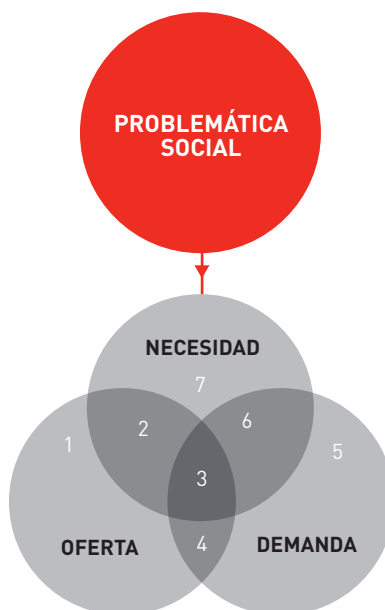 PROBLEMÁTICA
SOCIAL
NECESIDAD
7
1
2
6
5
3
OFERTA
4
DEMANDA